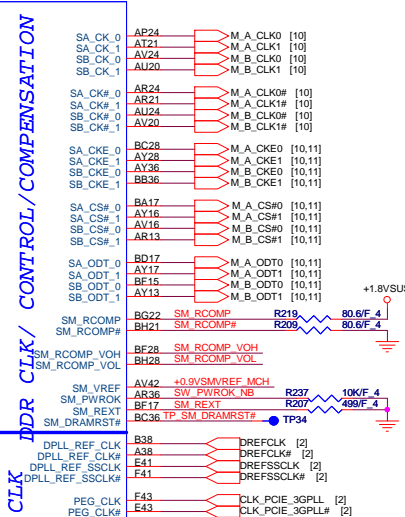 DDR CLK/ CONTROL/COMPENSATION
SA_CK_0 AP24 M_A_CLK0 [10]
SA_CK_1 AT21 M_A_CLK1 [10]
SB_CK_0 AV24 M_B_CLK0 [10]
SB_CK_1 AU20 M_B_CLK1 [10]
SA_CK#_0 AR24 M_A_CLK0# [10]
SA_CK#_1 AR21 M_A_CLK1# [10]
SB_CK#_0 AU24 M_B_CLK0# [10]
SB_CK#_1 AV20 M_B_CLK1# [10]
SA_CKE_0 BC28 M_A_CKE0 [10,11]
SA_CKE_1 AY28 M_A_CKE1 [10,11]
SB_CKE_0 AY36 M_B_CKE0 [10,11]
SB_CKE_1 BB36 M_B_CKE1 [10,11]
SA_CS#_0 BA17 M_A_CS#0 [10,11]
SA_CS#_1 AY16 M_A_CS#1 [10,11]
SB_CS#_0 AV16 M_B_CS#0 [10,11]
SB_CS#_1 AR13 M_B_CS#1 [10,11]
SA_ODT_0 BD17 M_A_ODT0 [10,11]
SA_ODT_1 AY17 M_A_ODT1 [10,11]
SB_ODT_0 BF15 M_B_ODT0 [10,11]
SB_ODT_1 AY13 M_B_ODT1 [10,11]
+1.8VSUS
SM_RCOMP BG22 SM_RCOMP R219 80.6/F_4
SM_RCOMP# BH21 SM_RCOMP# R209 80.6/F_4
SM_RCOMP_VOH BF28 SM_RCOMP_VOH
SM_RCOMP_VOL BH28 SM_RCOMP_VOL
SM_VREF AV42 +0.9VSMVREF_MCH
SM_PWROK AR36 SW_PWROK_NB R237 10K/F_4
SM_REXT BF17 SM_REXT R207 499/F_4
SM_DRAMRST# BC36 TP_SM_DRAMRST# TP34
CLK
DPLL_REF_CLK B38 DREFCLK [2]
DPLL_REF_CLK# A38 DREFCLK# [2]
DPLL_REF_SSCLK E41 DREFSSCLK [2]
DPLL_REF_SSCLK# F41 DREFSSCLK# [2]
PEG_CLK F43 CLK_PCIE_3GPLL [2]
PEG_CLK# E43 CLK_PCIE_3GPLL# [2]